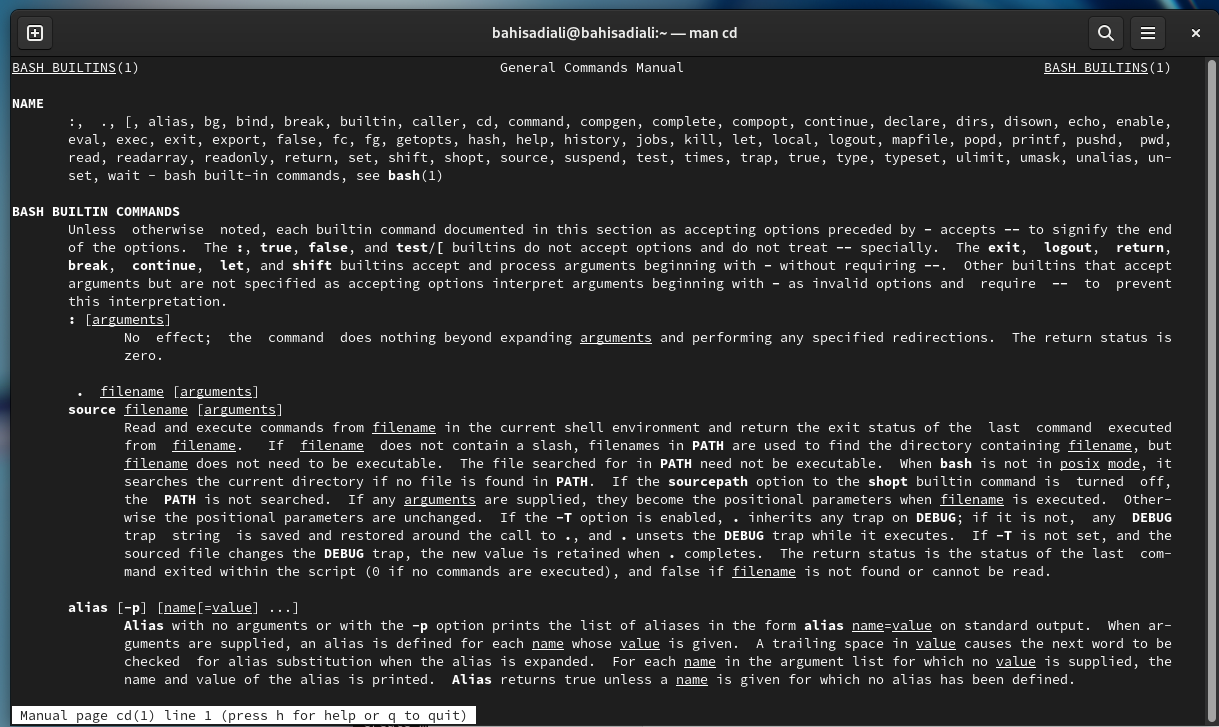 bahisadiali@bahisadiali:~ — man cd
BASH BUILTINS(1) General Commands Manual BASH BUILTINS(1)
NAME
:, ., [, alias, bg, bind, break, builtin, caller, cd, command, compgen, complete, compopt, continue, declare, dirs, disown, echo, enable,
eval, exec, exit, export, false, fc, fg, getopts, hash, help, history, jobs, kill, let, local, logout, mapfile, popd, printf, pushd, pwd,
read, readarray, readonly, return, set, shift, shopt, source, suspend, test, times, trap, true, type, typeset, ulimit, umask, unalias, un-
set, wait - bash built-in commands, see bash(1)
BASH BUILTIN COMMANDS
Unless otherwise noted, each builtin command documented in this section as accepting options preceded by - accepts -- to signify the end
of the options. The :, true, false, and test/[ builtins do not accept options and do not treat -- specially. The exit, logout, return,
break, continue, let, and shift builtins accept and process arguments beginning with - without requiring --. Other builtins that accept
arguments but are not specified as accepting options interpret arguments beginning with - as invalid options and require -- to prevent
this interpretation.
: [arguments]
No effect; the command does nothing beyond expanding arguments and performing any specified redirections. The return status is
zero.
. filename [arguments]
source filename [arguments]
Read and execute commands from filename in the current shell environment and return the exit status of the last command executed
from filename. If filename does not contain a slash, filenames in PATH are used to find the directory containing filename, but
filename does not need to be executable. The file searched for in PATH need not be executable. When bash is not in posix mode, it
searches the current directory if no file is found in PATH. If the sourcepath option to the shopt builtin command is turned off,
the PATH is not searched. If any arguments are supplied, they become the positional parameters when filename is executed. Other-
wise the positional parameters are unchanged. If the -T option is enabled, . inherits any trap on DEBUG; if it is not, any DEBUG
trap string is saved and restored around the call to ., and . unsets the DEBUG trap while it executes. If -T is not set, and the
sourced file changes the DEBUG trap, the new value is retained when . completes. The return status is the status of the last com-
mand exited within the script (0 if no commands are executed), and false if filename is not found or cannot be read.
alias [-p] [name[=value] ...]
Alias with no arguments or with the -p option prints the list of aliases in the form alias name=value on standard output. When ar-
guments are supplied, an alias is defined for each name whose value is given. A trailing space in value causes the next word to be
checked for alias substitution when the alias is expanded. For each name in the argument list for which no value is supplied, the
name and value of the alias is printed. Alias returns true unless a name is given for which no alias has been defined.
Manual page cd(1) line 1 (press h for help or q to quit)